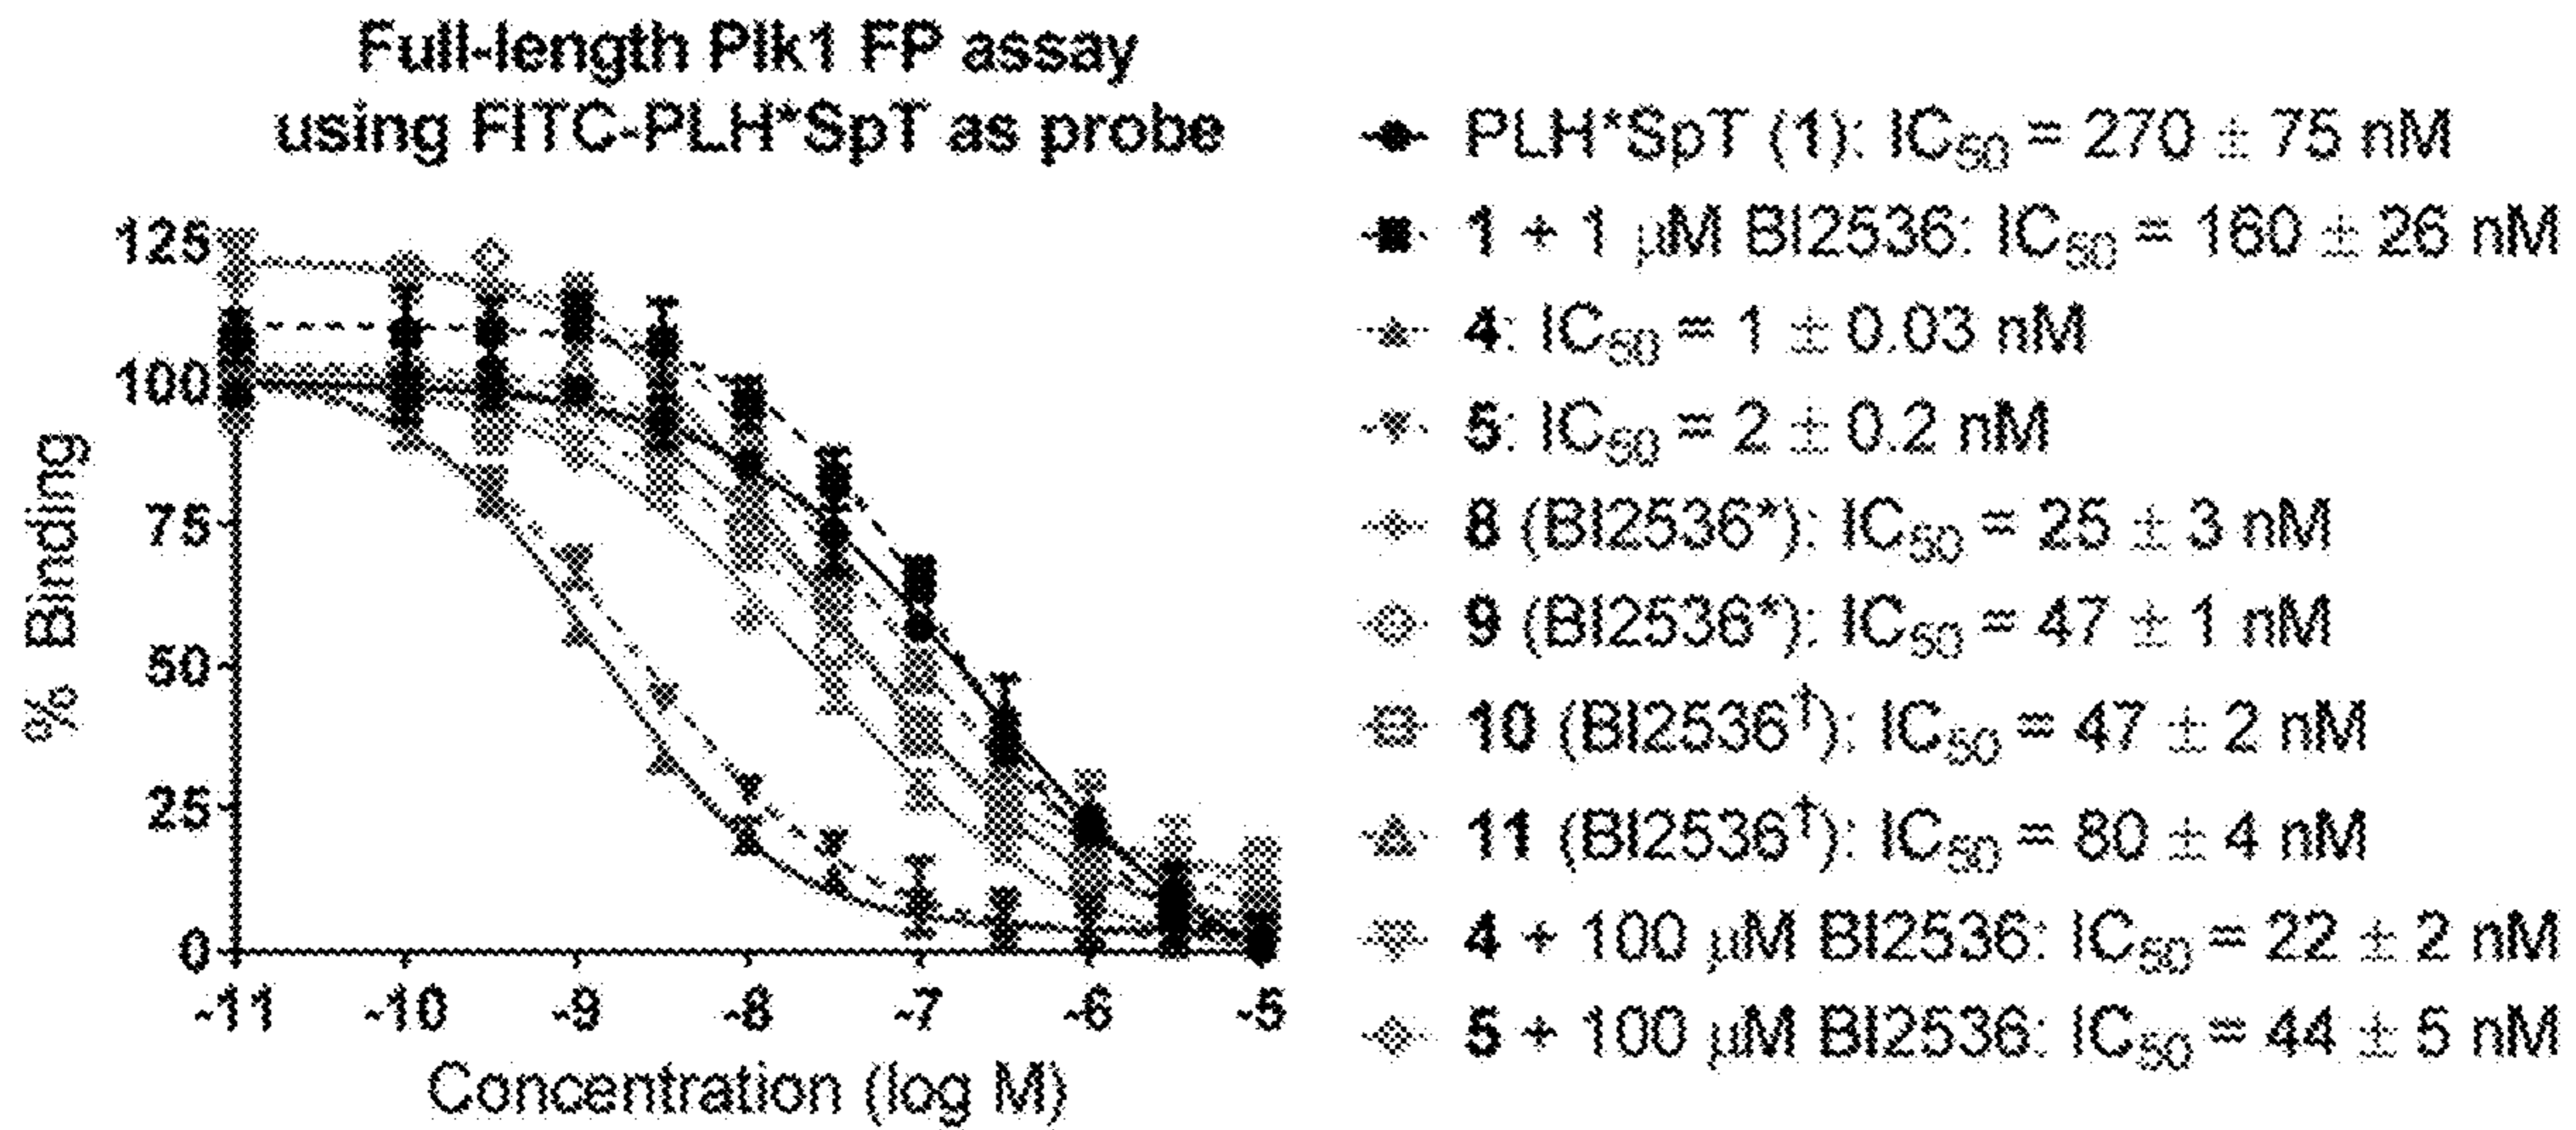 Full-length Plk1 FP assay
using FITC-PLH*SpT as probe
PLH*SpT (1): IC50 = 270 ± 75 nM
1 + 1 μM BI2536: IC50 = 160 ± 26 nM
4: IC50 = 1 ± 0.03 nM
5: IC50 = 2 ± 0.2 nM
8 (BI2536*): IC50 = 25 ± 3 nM
9 (BI2536*): IC50 = 47 ± 1 nM
10 (BI2536†): IC50 = 47 ± 2 nM
11 (BI2536†): IC50 = 80 ± 4 nM
4 + 100 μM BI2536: IC50 = 22 ± 2 nM
5 + 100 μM BI2536: IC50 = 44 ± 5 nM
% Binding
125
100
75
50
25
0
-11 -10 -9 -8 -7 -6 -5
Concentration (log M)